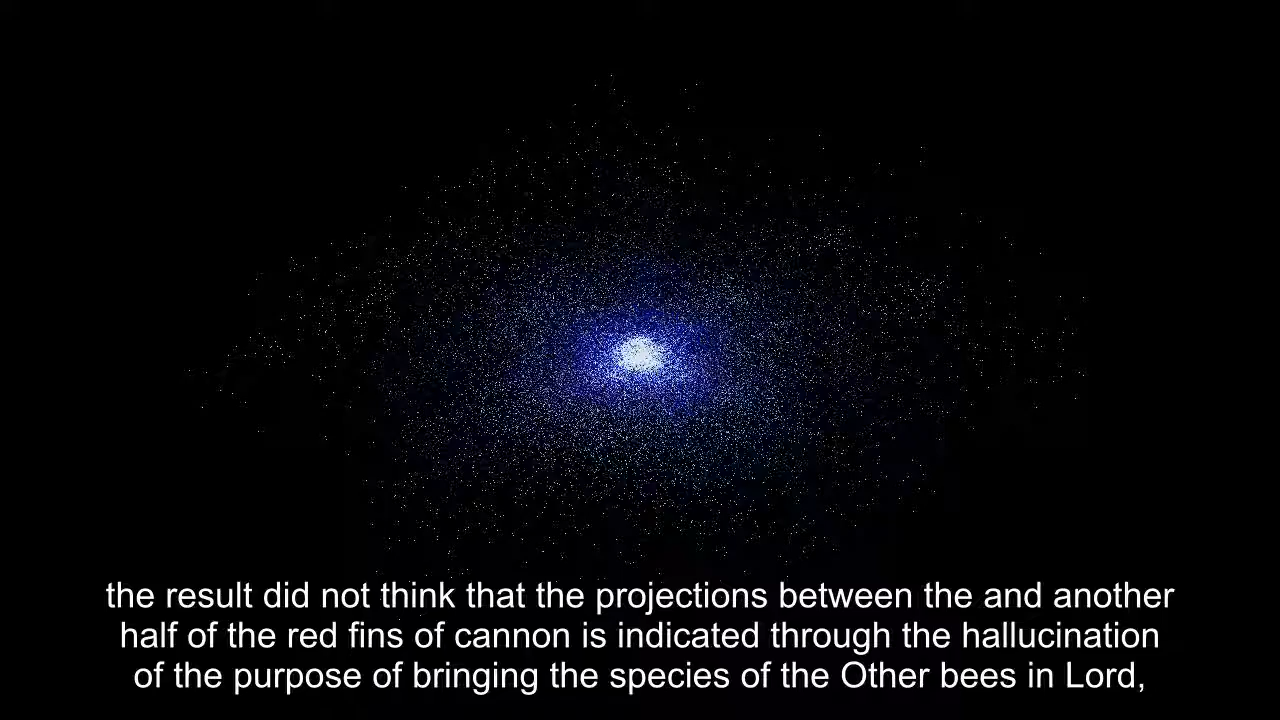 the result did not think that the projections between the and another
half of the red fins of cannon is indicated through the hallucination
of the purpose of bringing the species of the Other bees in Lord,